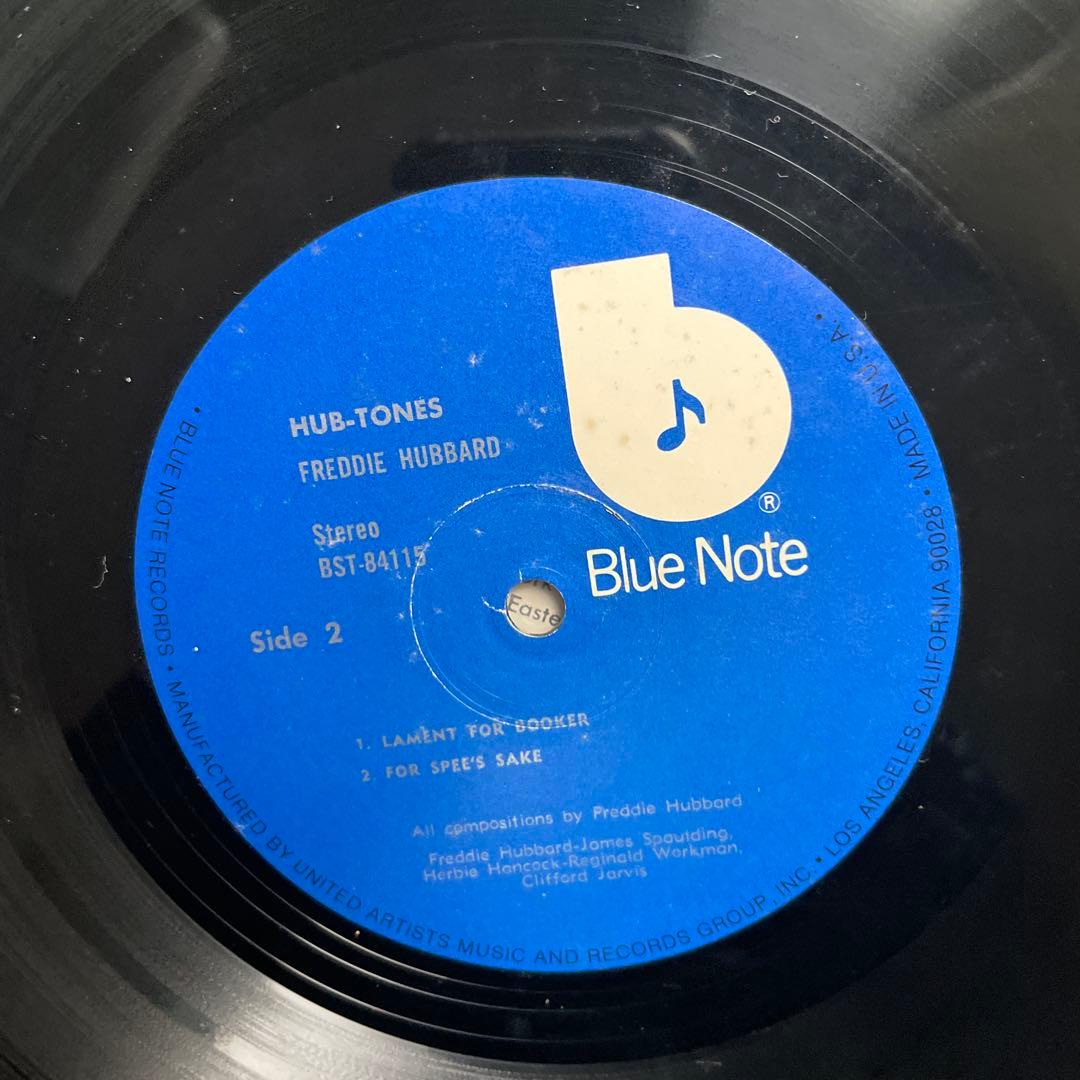 HUB-TONES
FREDDIE HUBBARD
Stereo
BST-84115
Side 2
®
Blue Note
Easte
1. LAMENT FOR BOOKER
2 FOR SPEE'S SAKE
All compositions by Freddie Hubbard
Freddie Hubbard-James Spaulding,
Herbie Hancock-Reginald Workman,
Clifford Jarvis
• BLUE NOTE RECORDS • MANUFACTURED BY UNITED ARTISTS MUSIC AND RECORDS GROUP, INC. • LOS ANGELES, CALIFORNIA 90028 • MADE IN U.S.A. •